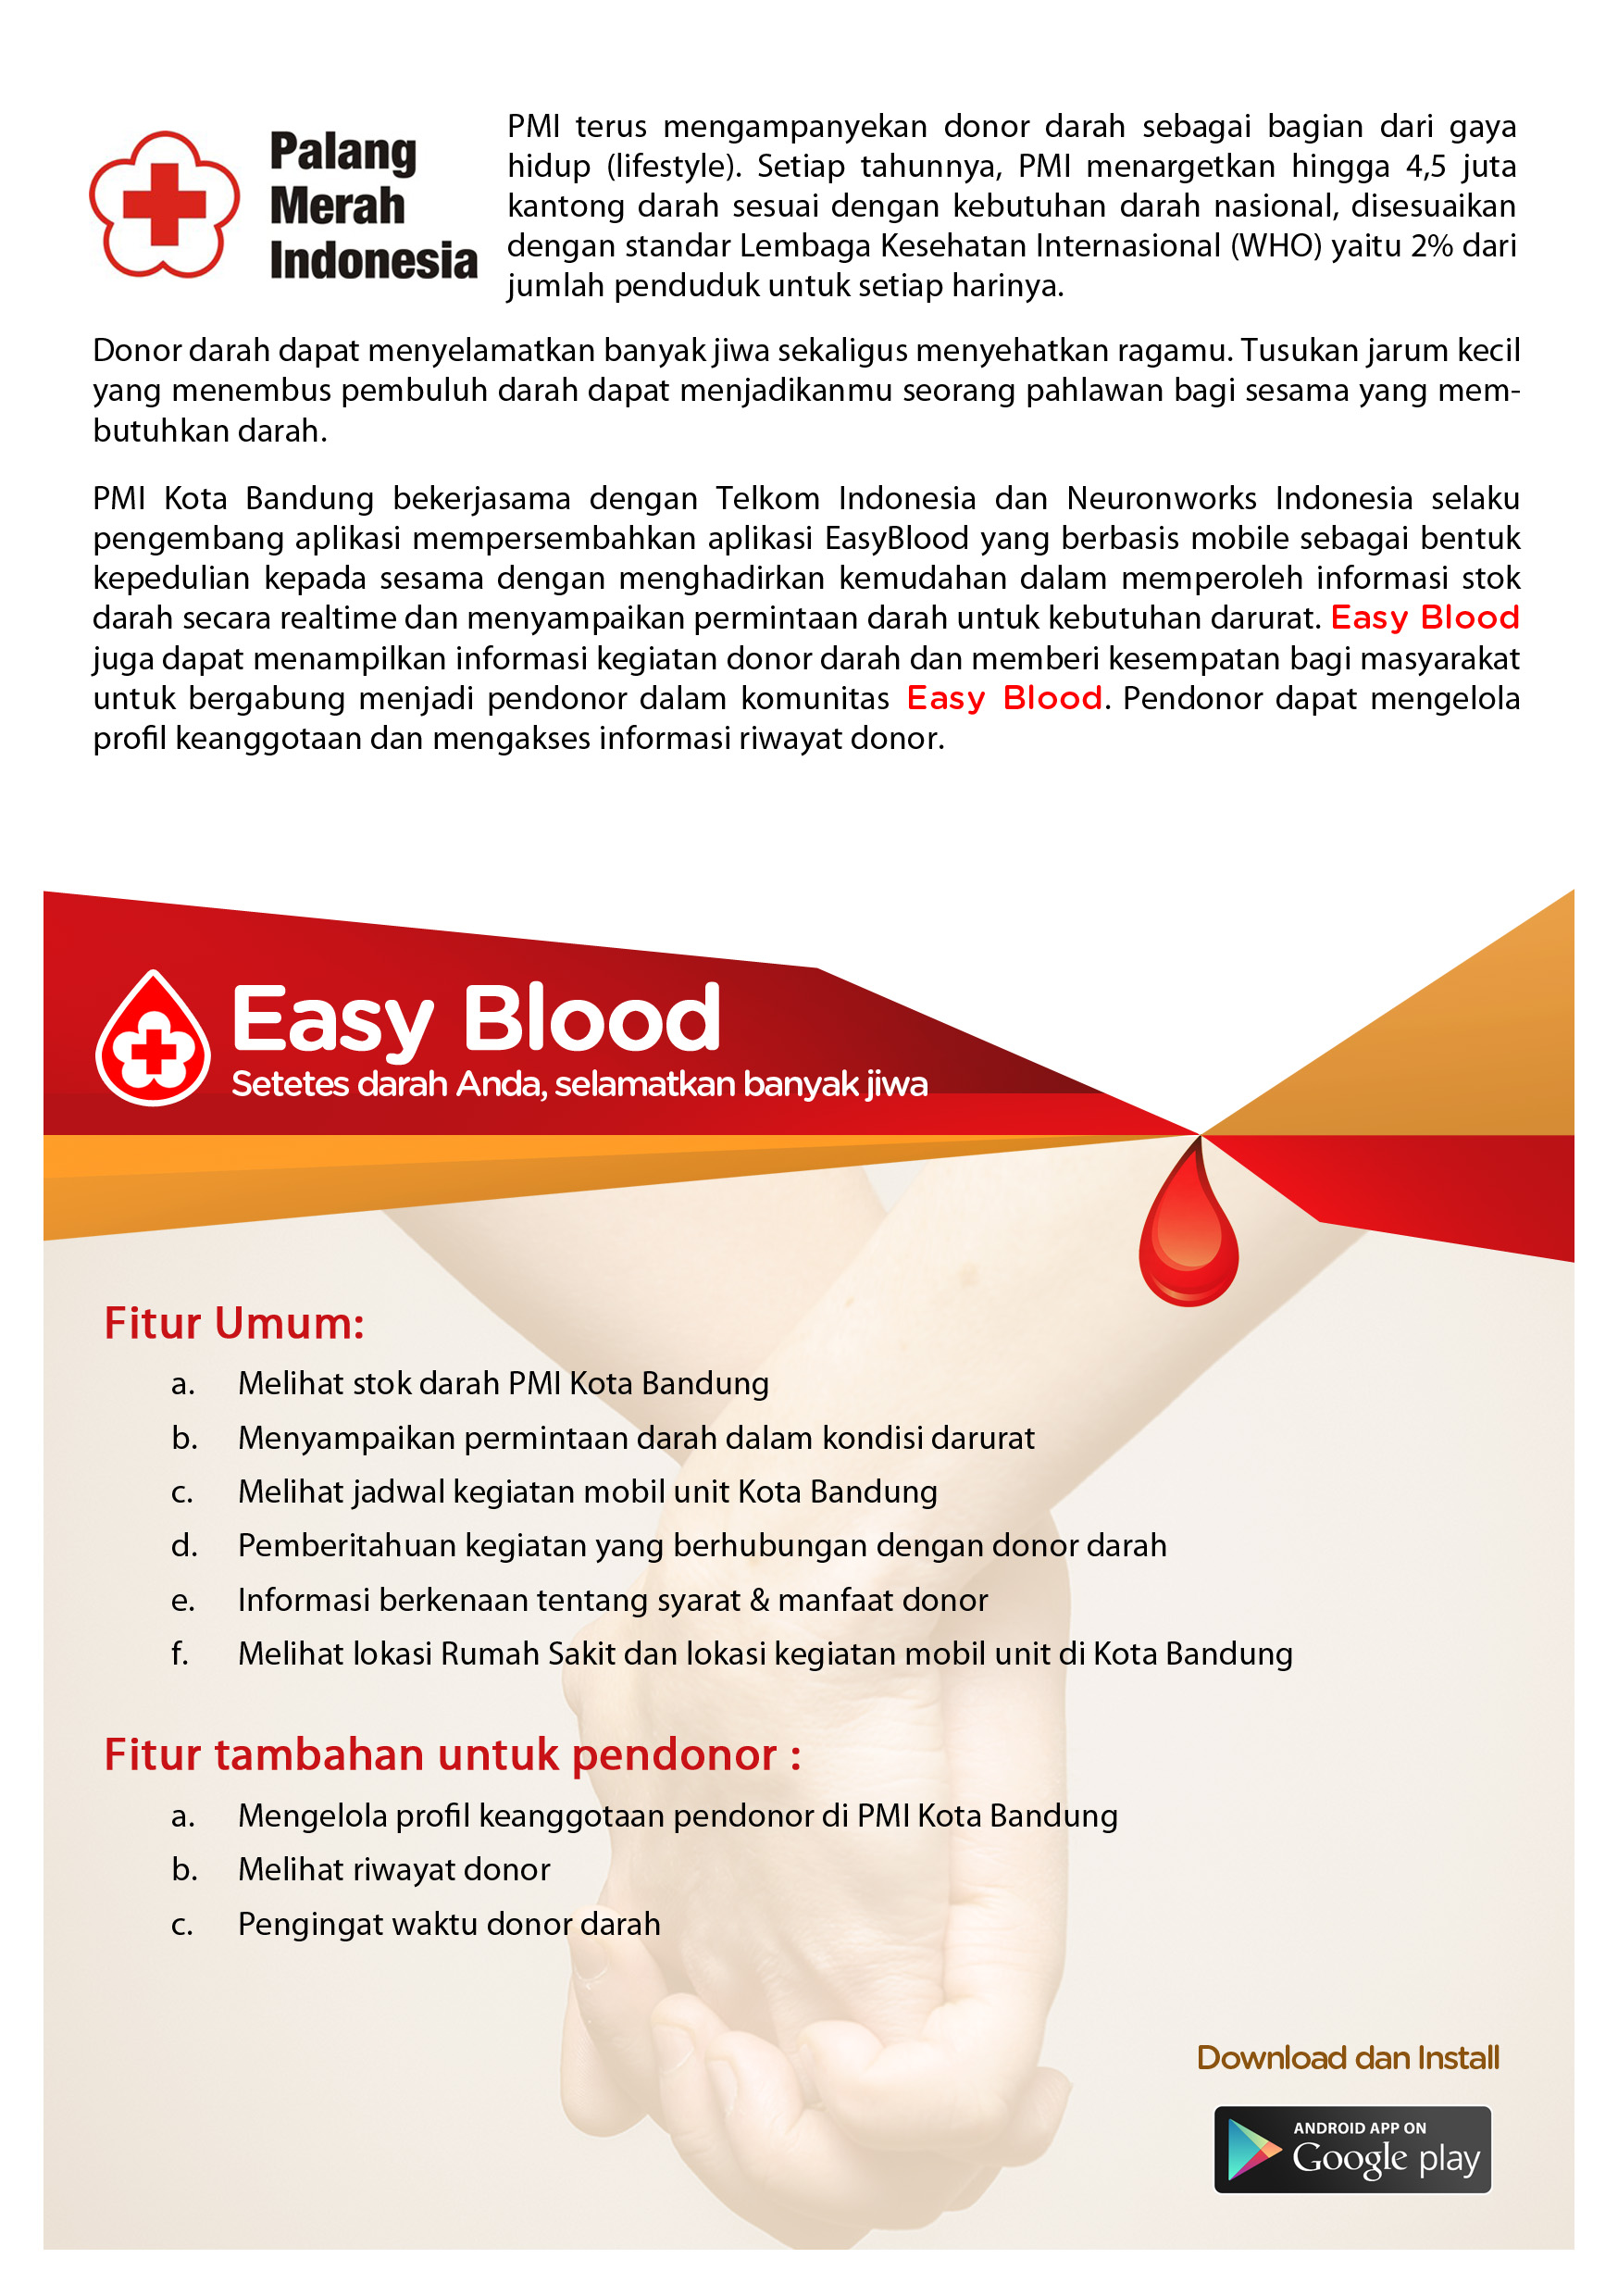 Palang
Merah
Indonesia
PMI terus mengampanyekan donor darah sebagai bagian dari gaya
hidup (lifestyle). Setiap tahunnya, PMI menargetkan hingga 4,5 juta
kantong darah sesuai dengan kebutuhan darah nasional, disesuaikan
dengan standar Lembaga Kesehatan Internasional (WHO) yaitu 2% dari
jumlah penduduk untuk setiap harinya.
Donor darah dapat menyelamatkan banyak jiwa sekaligus menyehatkan ragamu. Tusukan jarum kecil
yang menembus pembuluh darah dapat menjadikanmu seorang pahlawan bagi sesama yang mem-
butuhkan darah.
PMI Kota Bandung bekerjasama dengan Telkom Indonesia dan Neuronworks Indonesia selaku
pengembang aplikasi mempersembahkan aplikasi EasyBlood yang berbasis mobile sebagai bentuk
kepedulian kepada sesama dengan menghadirkan kemudahan dalam memperoleh informasi stok
darah secara realtime dan menyampaikan permintaan darah untuk kebutuhan darurat. Easy Blood
juga dapat menampilkan informasi kegiatan donor darah dan memberi kesempatan bagi masyarakat
untuk bergabung menjadi pendonor dalam komunitas Easy Blood. Pendonor dapat mengelola
profil keanggotaan dan mengakses informasi riwayat donor.
Easy Blood
Setetes darah Anda, selamatkan banyak jiwa
Fitur Umum:
a. Melihat stok darah PMI Kota Bandung
b. Menyampaikan permintaan darah dalam kondisi darurat
c. Melihat jadwal kegiatan mobil unit Kota Bandung
d. Pemberitahuan kegiatan yang berhubungan dengan donor darah
e. Informasi berkenaan tentang syarat & manfaat donor
f. Melihat lokasi Rumah Sakit dan lokasi kegiatan mobil unit di Kota Bandung
Fitur tambahan untuk pendonor :
a. Mengelola profil keanggotaan pendonor di PMI Kota Bandung
b. Melihat riwayat donor
c. Pengingat waktu donor darah
Download dan Install
ANDROID APP ON
Google play